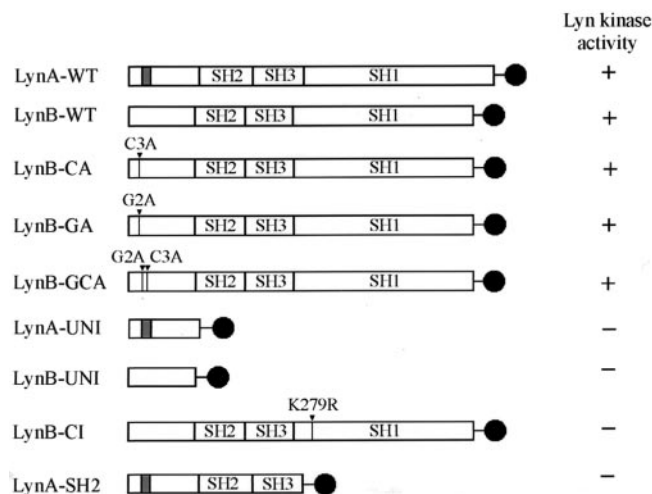 Lyn kinase
activity
LynA-WT SH2 SH3 SH1 +
LynB-WT SH2 SH3 SH1 +
C3A
LynB-CA SH2 SH3 SH1 +
G2A
LynB-GA SH2 SH3 SH1 +
G2A C3A
LynB-GCA SH2 SH3 SH1 +
LynA-UNI −
LynB-UNI −
K279R
LynB-CI SH2 SH3 SH1 −
LynA-SH2 SH2 SH3 −